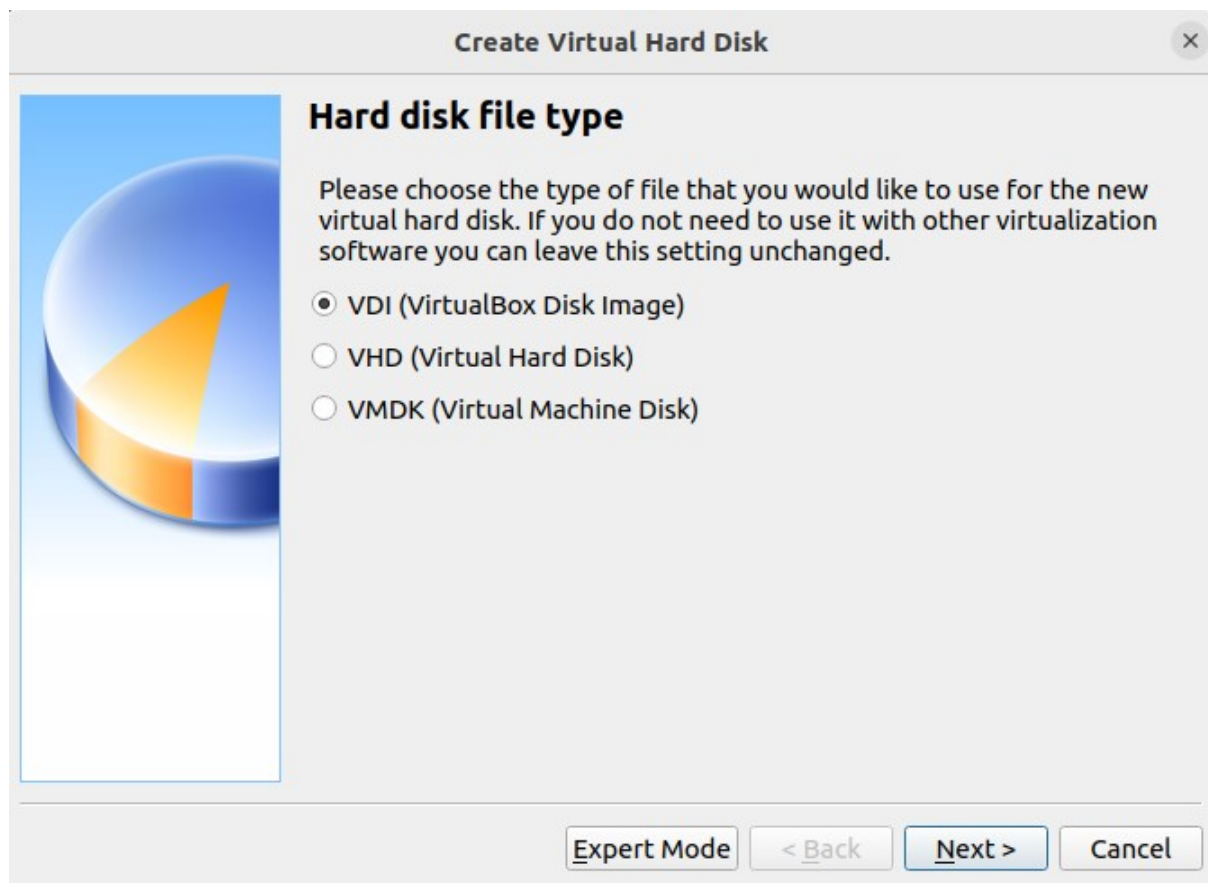 Create Virtual Hard Disk
Hard disk file type
Please choose the type of file that you would like to use for the new
virtual hard disk. If you do not need to use it with other virtualization
software you can leave this setting unchanged.
VDI (VirtualBox Disk Image)
VHD (Virtual Hard Disk)
VMDK (Virtual Machine Disk)
Expert Mode
< Back
Next >
Cancel